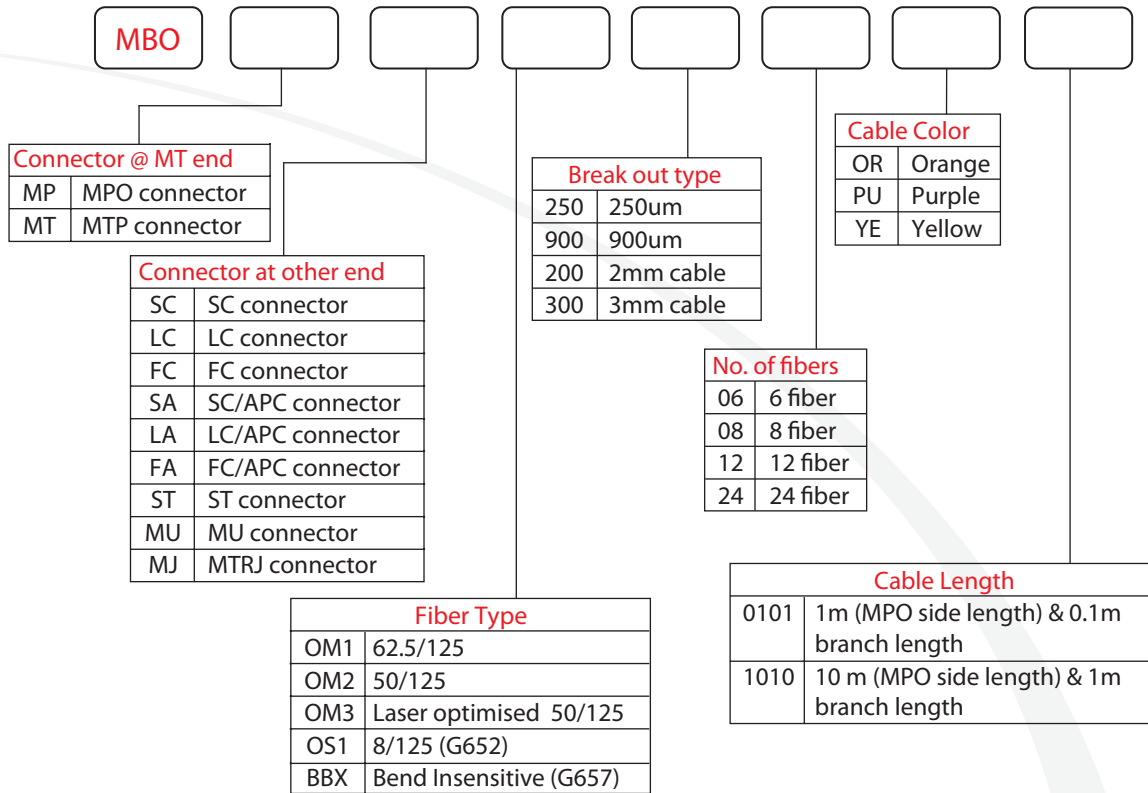 MBO
Connector @ MT end
MP MPO connector
MT MTP connector
Connector at other end
SC SC connector
LC LC connector
FC FC connector
SA SC/APC connector
LA LC/APC connector
FA FC/APC connector
ST ST connector
MU MU connector
MJ MTRJ connector
Fiber Type
OM1 62.5/125
OM2 50/125
OM3 Laser optimised 50/125
OS1 8/125 (G652)
BBX Bend Insensitive (G657)
Break out type
250 250um
900 900um
200 2mm cable
300 3mm cable
No. of fibers
06 6 fiber
08 8 fiber
12 12 fiber
24 24 fiber
Cable Color
OR Orange
PU Purple
YE Yellow
Cable Length
0101 1m (MPO side length) & 0.1m
branch length
1010 10 m (MPO side length) & 1m
branch length